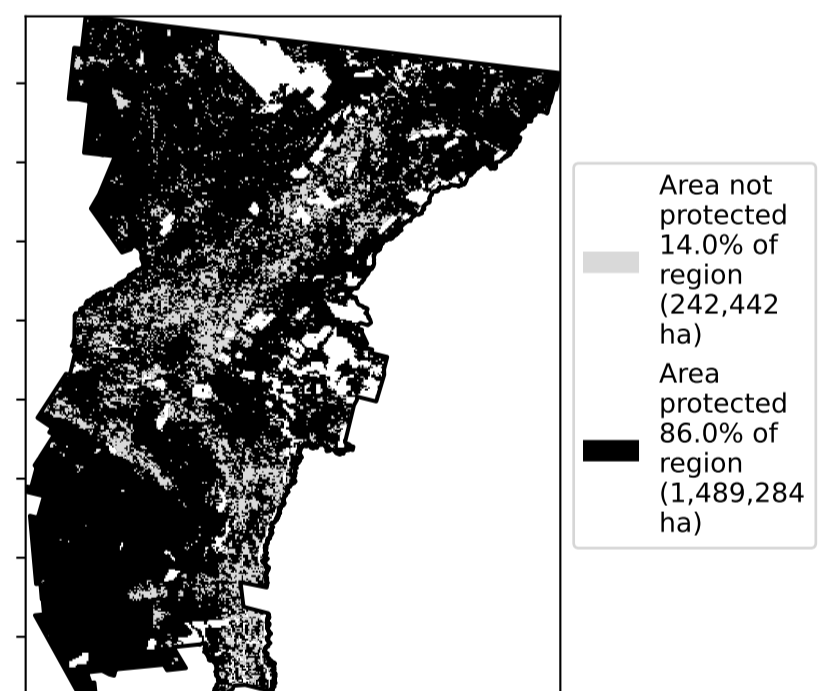 Area not
protected
14.0% of
region
(242,442
ha)
Area
protected
86.0% of
region
(1,489,284
ha)